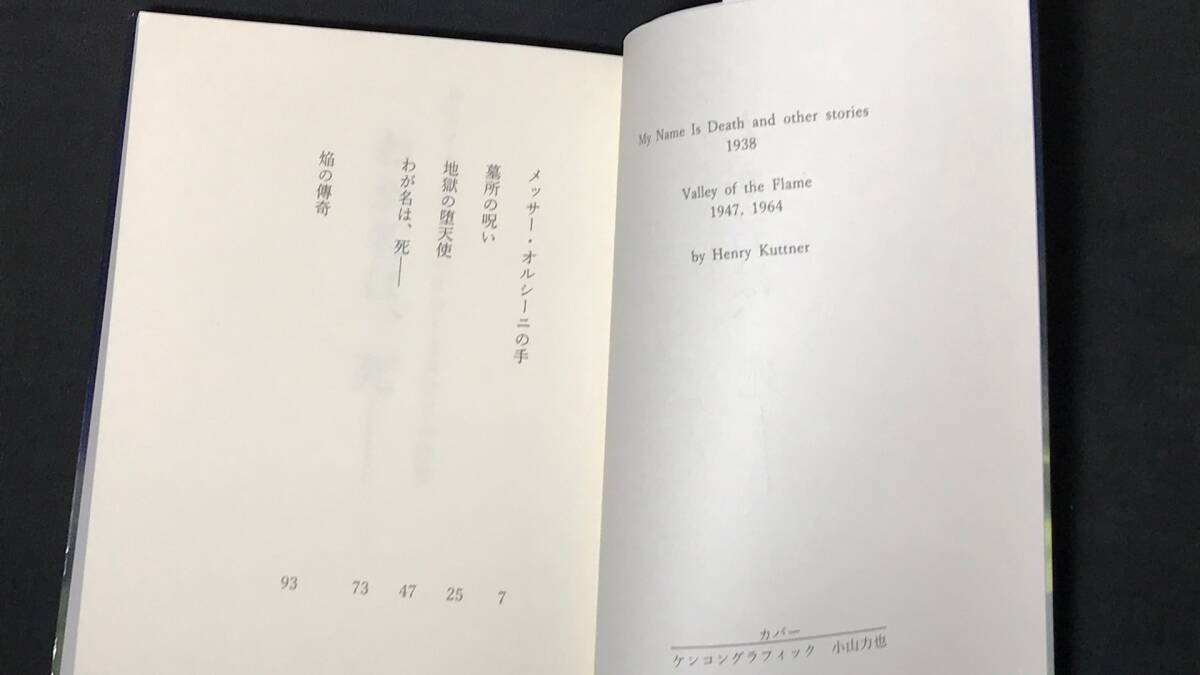 My Name Is Death and other stories
1938
Valley of the Flame
1947, 1964
by Henry Kuttner
カバー
ケンコングラフィック 小山力也
メッサー・オルシーニの手
7
墓所の呪い
25
地獄の堕天使
47
わが名は、死——
73
焔の傳奇
93